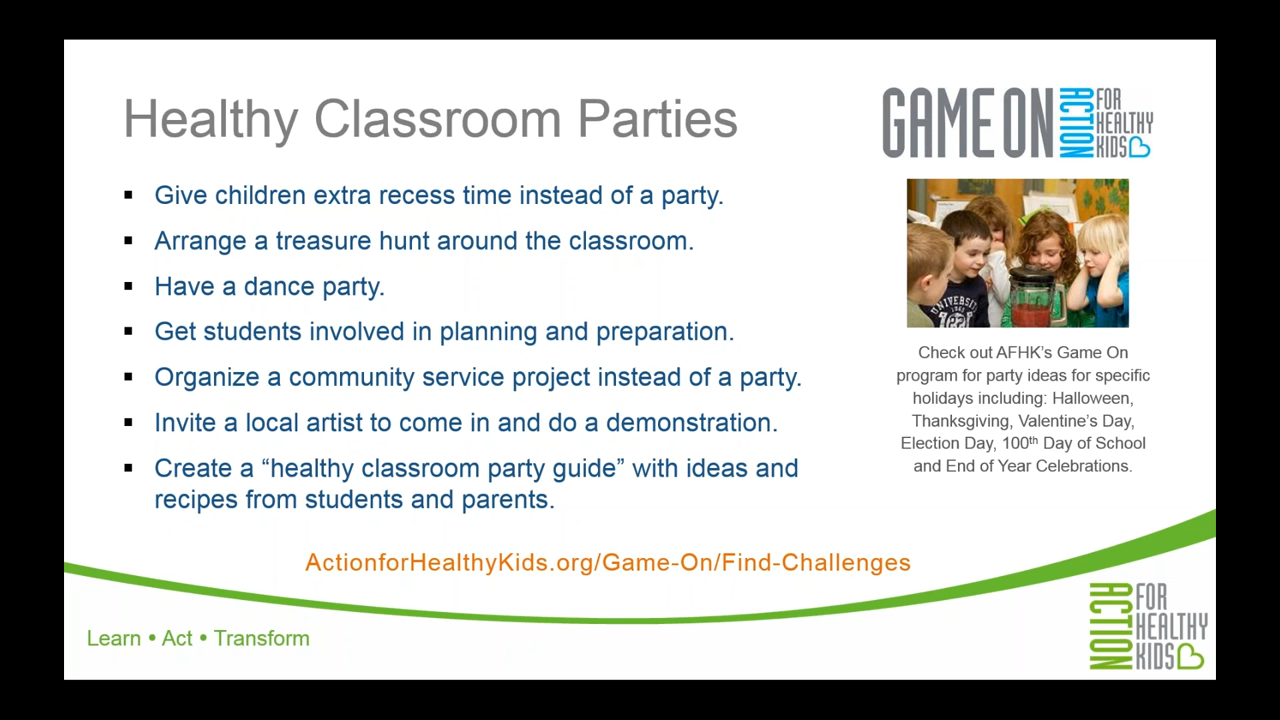 Healthy Classroom Parties
▪ Give children extra recess time instead of a party.
▪ Arrange a treasure hunt around the classroom.
▪ Have a dance party.
▪ Get students involved in planning and preparation.
▪ Organize a community service project instead of a party.
▪ Invite a local artist to come in and do a demonstration.
▪ Create a “healthy classroom party guide” with ideas and
recipes from students and parents.
GAME ON
ACTION
FOR
HEALTHY
KIDS
UNIVERSITY
Check out AFHK’s Game On
program for party ideas for specific
holidays including: Halloween,
Thanksgiving, Valentine’s Day,
Election Day, 100th Day of School
and End of Year Celebrations.
ActionforHealthyKids.org/Game-On/Find-Challenges
Learn • Act • Transform
ACTION
FOR
HEALTHY
KIDS